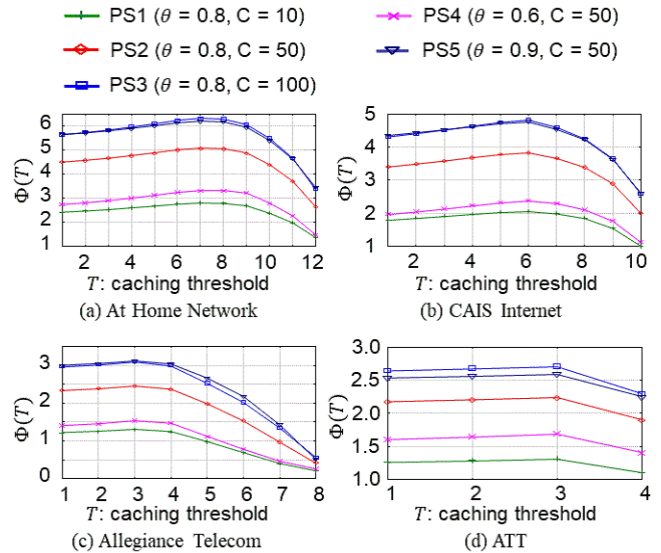 PS1 (θ = 0.8, C = 10)
PS2 (θ = 0.8, C = 50)
PS3 (θ = 0.8, C = 100)
PS4 (θ = 0.6, C = 50)
PS5 (θ = 0.9, C = 50)
Φ(T)
6
5
4
3
2
1
2 4 6 8 10 12
T: caching threshold
(a) At Home Network
Φ(T)
5
4
3
2
1
2 4 6 8 10
T: caching threshold
(b) CAIS Internet
Φ(T)
3
2
1
0
1 2 3 4 5 6 7 8
T: caching threshold
(c) Allegiance Telecom
Φ(T)
3.0
2.5
2.0
1.5
1.0
1 2 3 4
T: caching threshold
(d) ATT